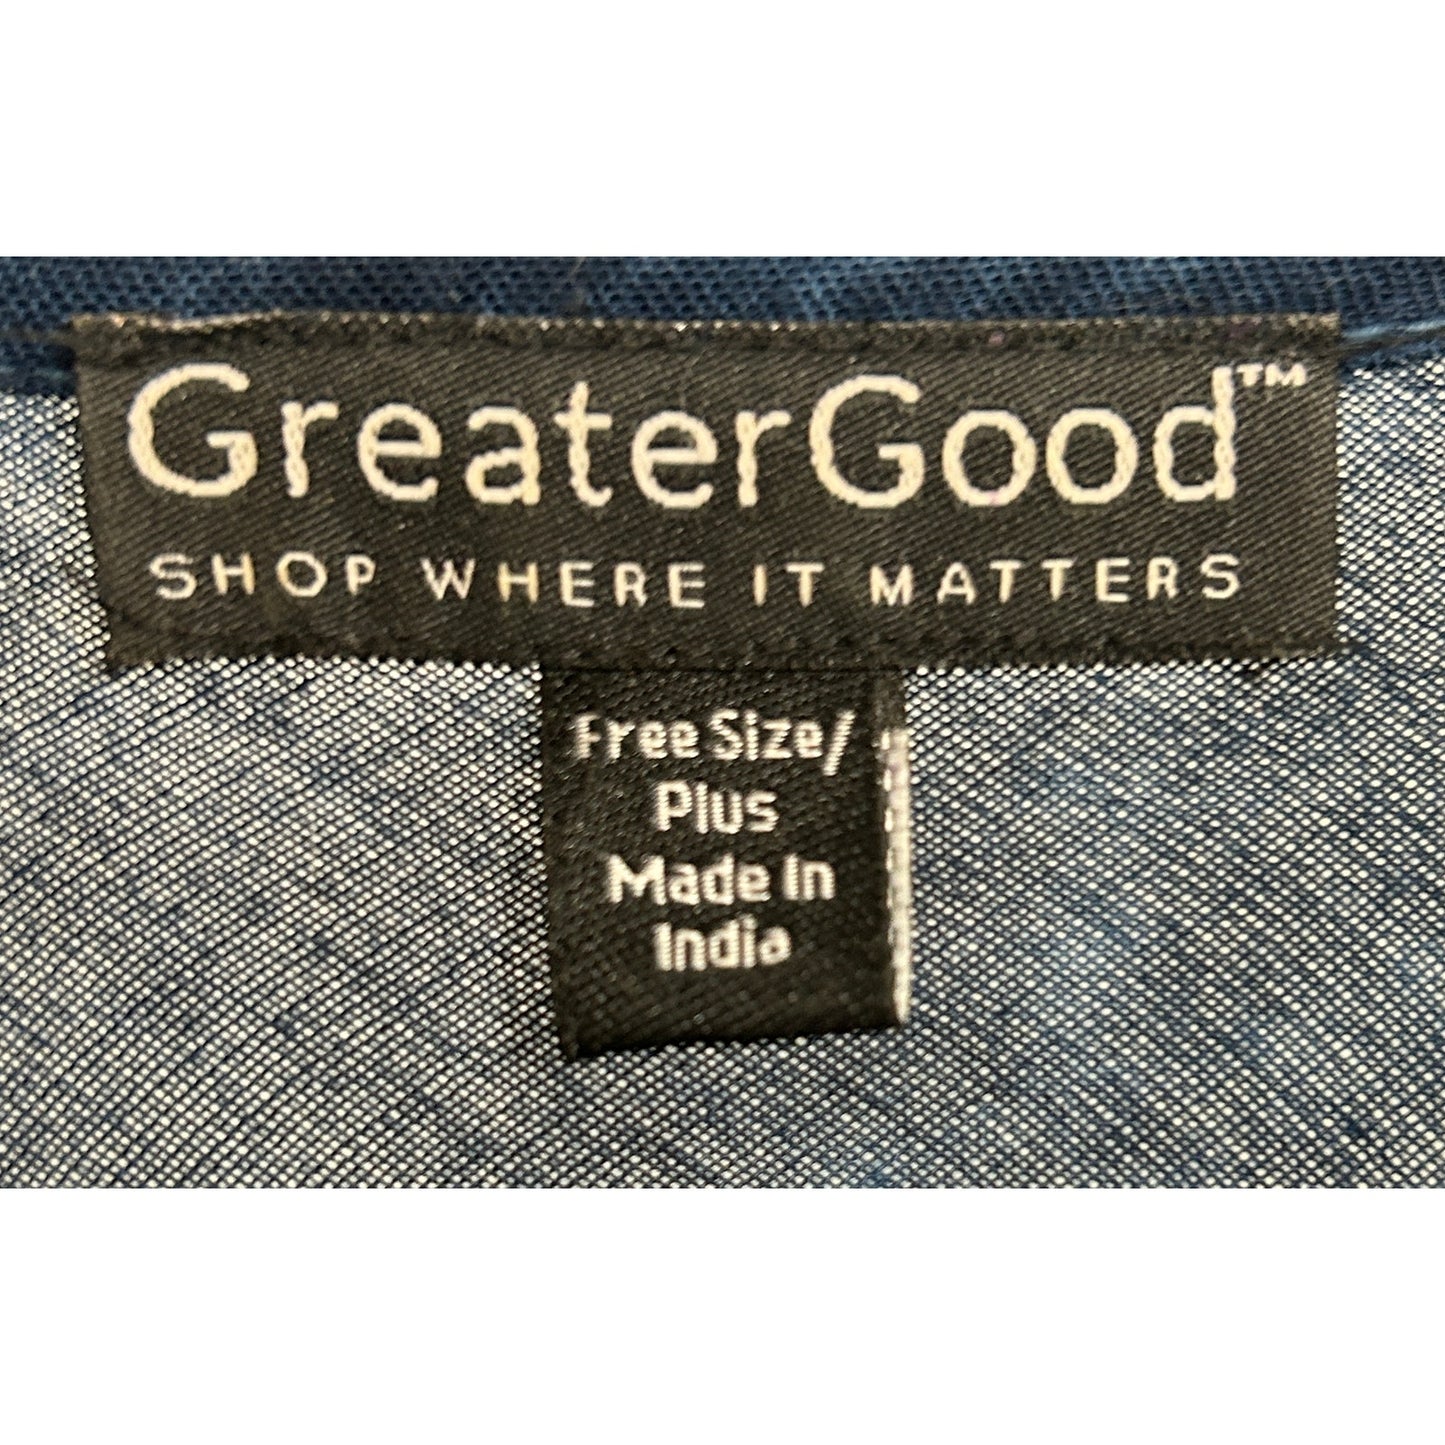 GreaterGood™
SHOP WHERE IT MATTERS
Free Size/
Plus
Made In
India